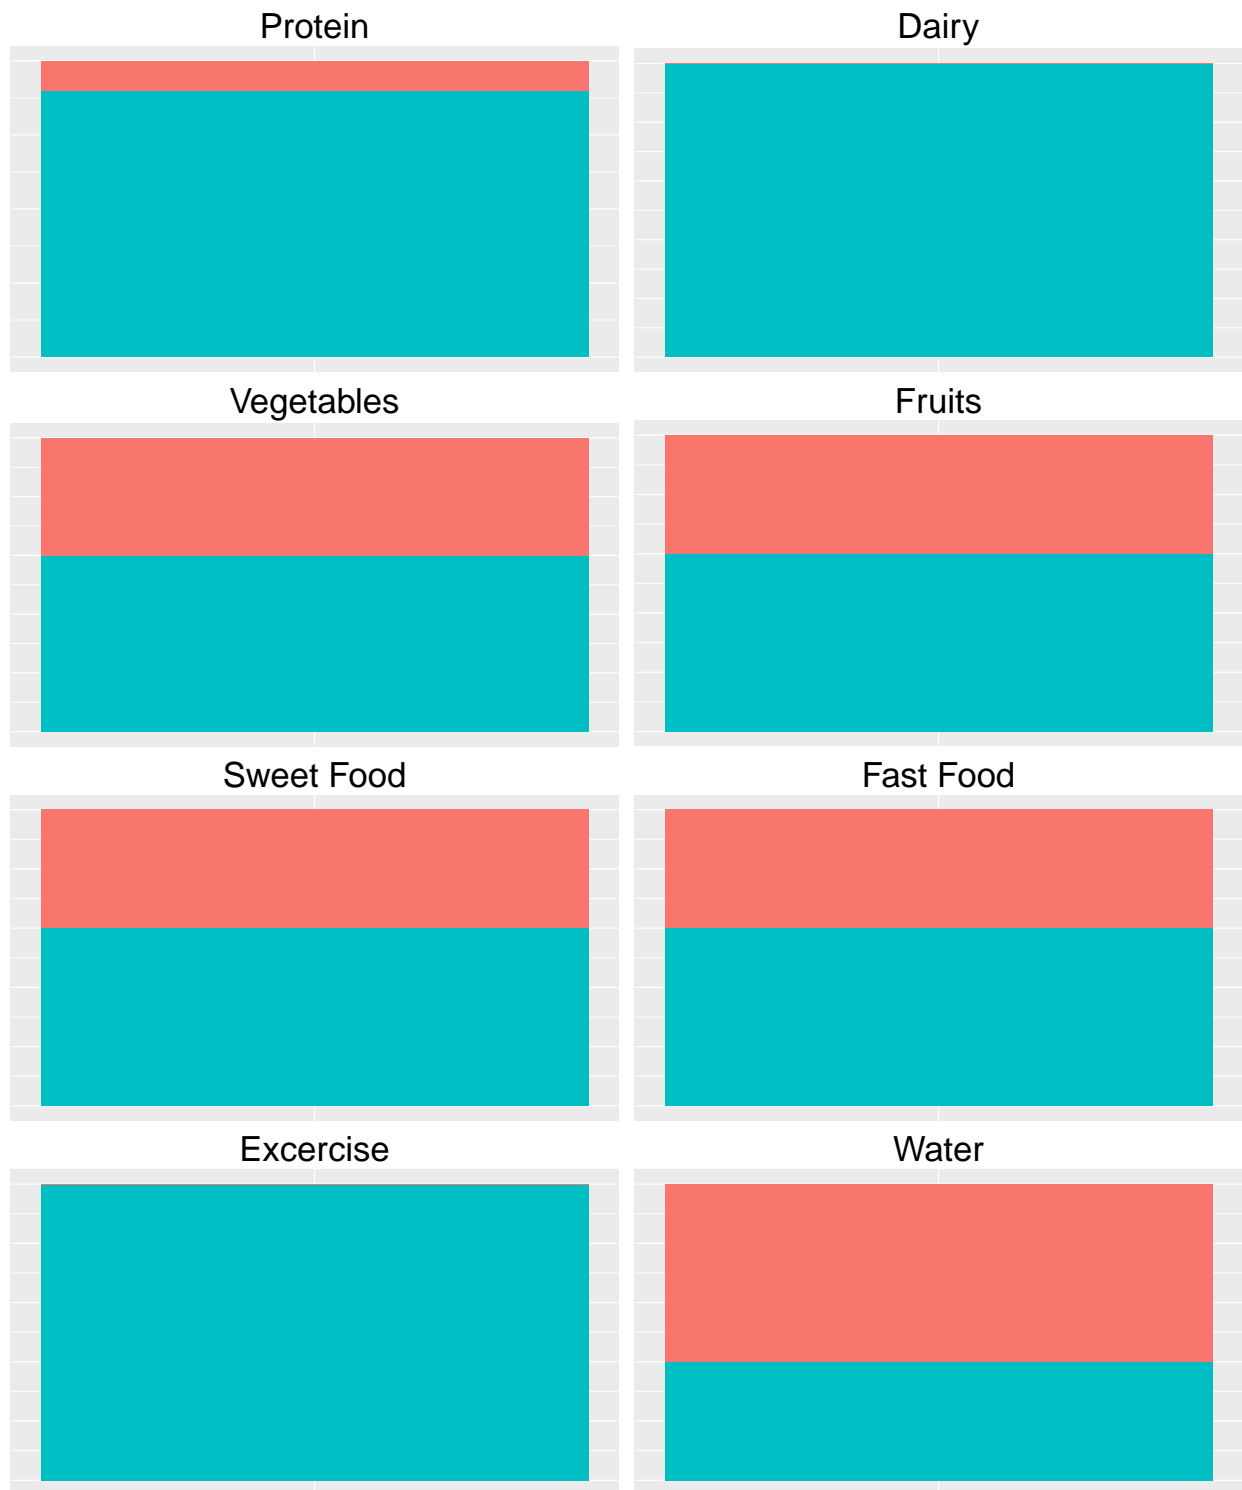 Protein
Dairy
Vegetables
Fruits
Sweet Food
Fast Food
Excercise
Water